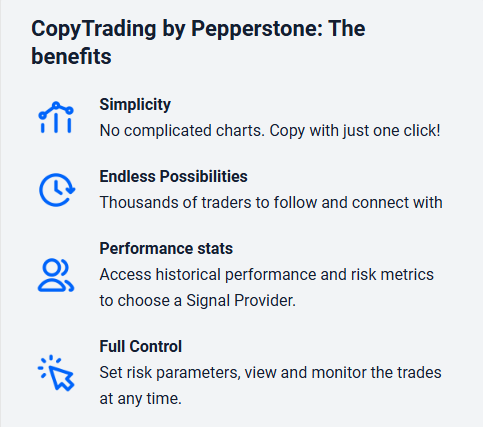 CopyTrading by Pepperstone: The
benefits
Simplicity
No complicated charts. Copy with just one click!
Endless Possibilities
Thousands of traders to follow and connect with
Performance stats
Access historical performance and risk metrics
to choose a Signal Provider.
Full Control
Set risk parameters, view and monitor the trades
at any time.